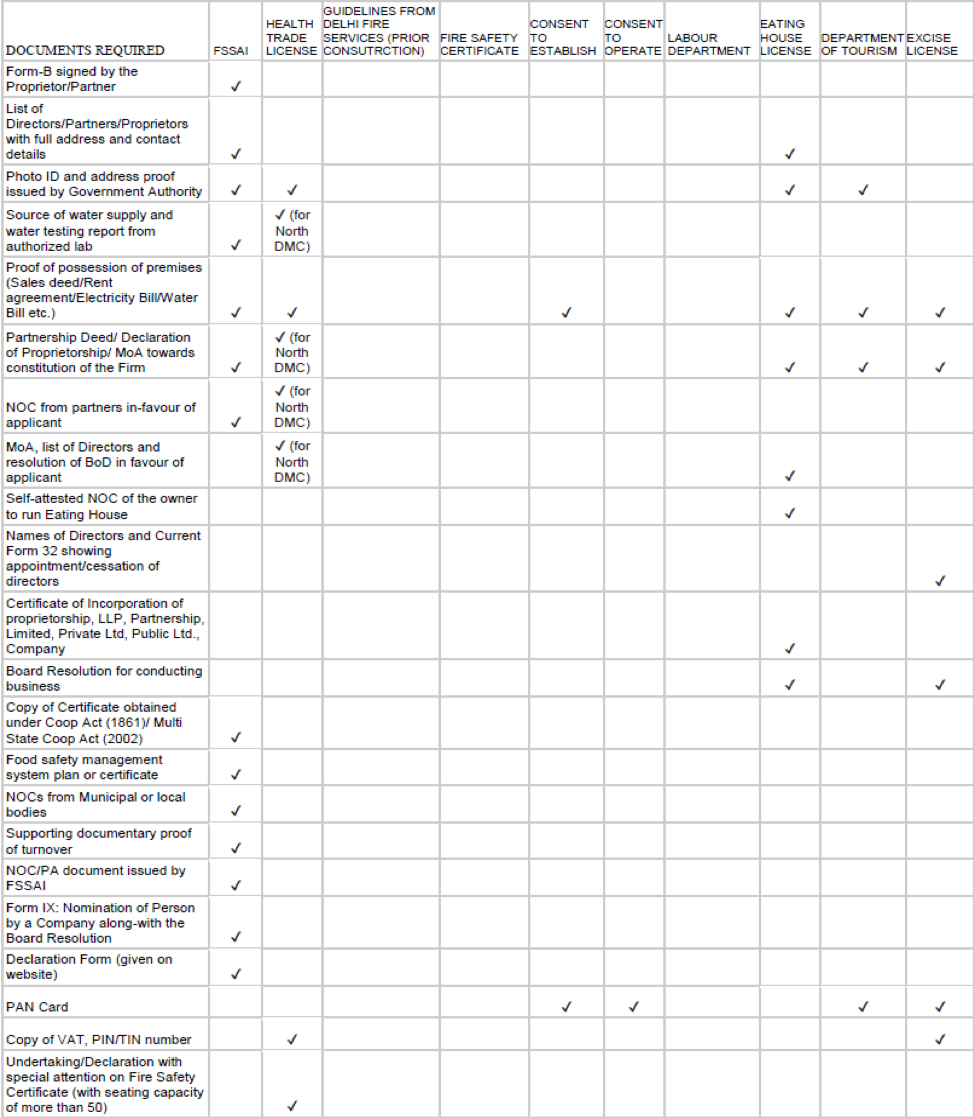 DOCUMENTS REQUIRED FSSAI HEALTH TRADE LICENSE GUIDELINES FROM DELHI FIRE SERVICES (PRIOR CONSUTRCTION) FIRE SAFETY CERTIFICATE CONSENT TO ESTABLISH CONSENT TO OPERATE LABOUR DEPARTMENT EATING HOUSE LICENSE DEPARTMENT OF TOURISM EXCISE LICENSE
Form-B signed by the
Proprietor/Partner ✓
List of
Directors/Partners/Proprietors
with full address and contact
details ✓ ✓
Photo ID and address proof
issued by Government Authority ✓ ✓ ✓ ✓
Source of water supply and ✓ (for
water testing report from North
authorized lab ✓ DMC)
Proof of possession of premises
(Sales deed/Rent
agreement/Electricity Bill/Water
Bill etc.) ✓ ✓ ✓ ✓ ✓ ✓
Partnership Deed/ Declaration ✓ (for
of Proprietorship/ MoA towards North
constitution of the Firm ✓ DMC) ✓ ✓ ✓
✓ (for
NOC from partners in-favour of North
applicant ✓ DMC)
MoA, list of Directors and ✓ (for
resolution of BoD in favour of North
applicant DMC) ✓
Self-attested NOC of the owner
to run Eating House ✓
Names of Directors and Current
Form 32 showing
appointment/cessation of
directors ✓
Certificate of Incorporation of
proprietorship, LLP, Partnership,
Limited, Private Ltd, Public Ltd.,
Company ✓
Board Resolution for conducting
business ✓ ✓
Copy of Certificate obtained
under Coop Act (1861)/ Multi
State Coop Act (2002) ✓
Food safety management
system plan or certificate ✓
NOCs from Municipal or local
bodies ✓
Supporting documentary proof
of turnover ✓
NOC/PA document issued by
FSSAI ✓
Form IX: Nomination of Person
by a Company along-with the
Board Resolution ✓
Declaration Form (given on
website) ✓
PAN Card ✓ ✓ ✓ ✓
Copy of VAT, PIN/TIN number ✓ ✓
Undertaking/Declaration with
special attention on Fire Safety
Certificate (with seating capacity
of more than 50) ✓